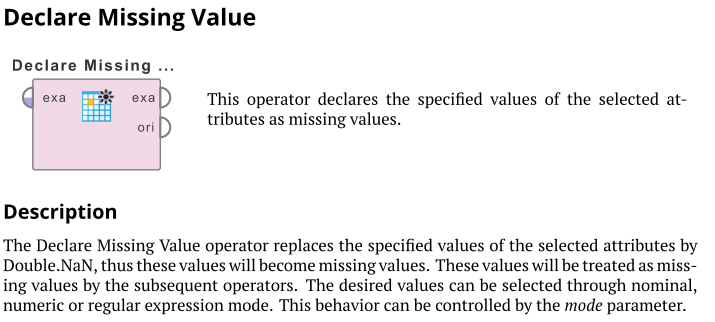 Declare Missing Value
Declare Missing ...
exa
exa
ori
This operator declares the specified values of the selected at-
tributes as missing values.
Description
The Declare Missing Value operator replaces the specified values of the selected attributes by
Double.NaN, thus these values will become missing values. These values will be treated as miss-
ing values by the subsequent operators. The desired values can be selected through nominal,
numeric or regular expression mode. This behavior can be controlled by the mode parameter.